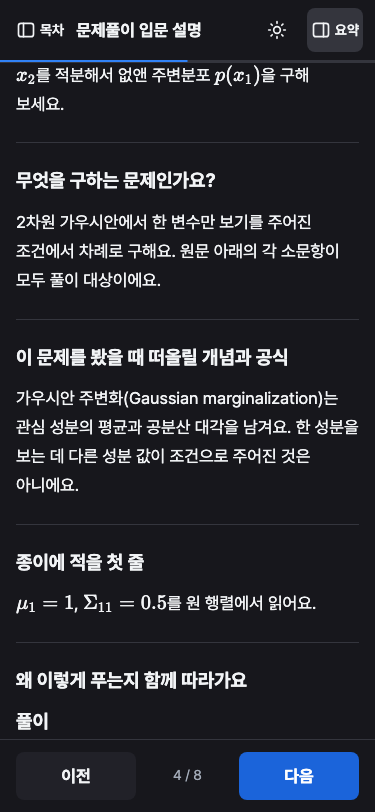 목차 문제풀이 입문 설명 요약
x₂를 적분해서 없앤 주변분포 p(x₁)을 구해
보세요.
무엇을 구하는 문제인가요?
2차원 가우시안에서 한 변수만 보기를 주어진
조건에서 차례로 구해요. 원문 아래의 각 소문항이
모두 풀이 대상이에요.
이 문제를 봤을 때 떠올릴 개념과 공식
가우시안 주변화(Gaussian marginalization)는
관심 성분의 평균과 공분산 대각을 남겨요. 한 성분을
보는 데 다른 성분 값이 조건으로 주어진 것은
아니에요.
종이에 적을 첫 줄
μ₁ = 1, Σ₁₁ = 0.5를 원 행렬에서 읽어요.
왜 이렇게 푸는지 함께 따라가요
풀이
이전 4 / 8 다음